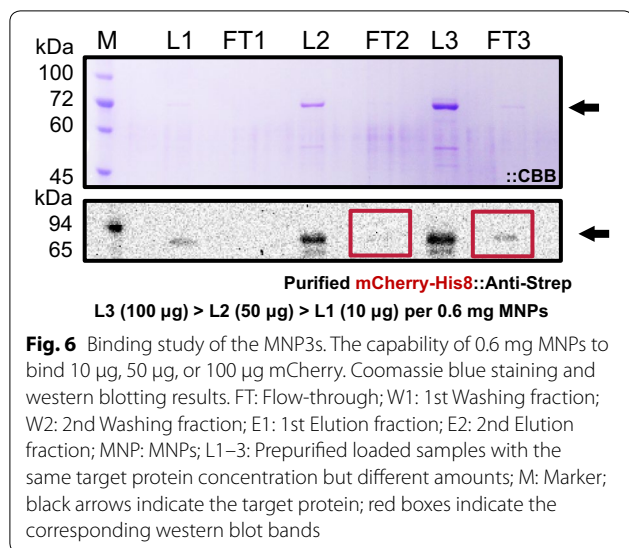 kDa M L1 FT1 L2 FT2 L3 FT3
100
72
60
45
::CBB
kDa
94
65
Purified mCherry-His8::Anti-Strep
L3 (100 µg) > L2 (50 µg) > L1 (10 µg) per 0.6 mg MNPs
Fig. 6 Binding study of the MNP3s. The capability of 0.6 mg MNPs to
bind 10 µg, 50 µg, or 100 µg mCherry. Coomassie blue staining and
western blotting results. FT: Flow-through; W1: 1st Washing fraction;
W2: 2nd Washing fraction; E1: 1st Elution fraction; E2: 2nd Elution
fraction; MNP: MNPs; L1–3: Prepurified loaded samples with the
same target protein concentration but different amounts; M: Marker;
black arrows indicate the target protein; red boxes indicate the
corresponding western blot bands